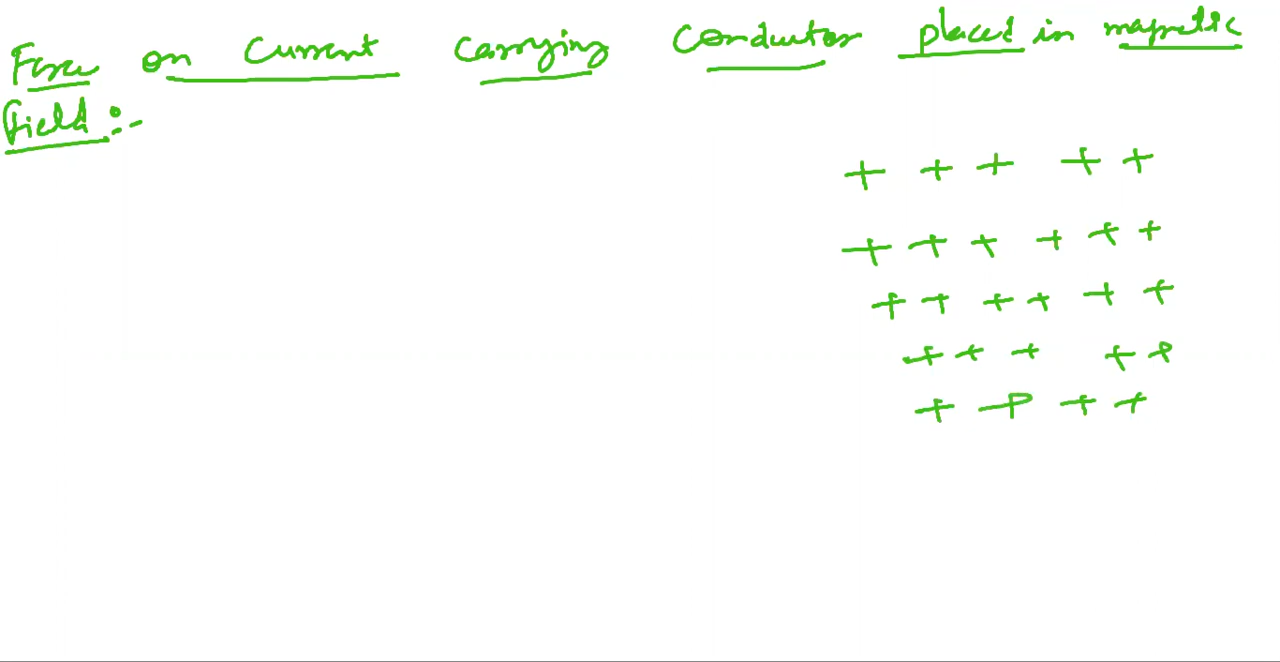 Force on Current Carrying Conductor placed in magnetic
field :-
+ + + + +
+ + + + + +
+ + + + + +
+ + + + +
+ + + +